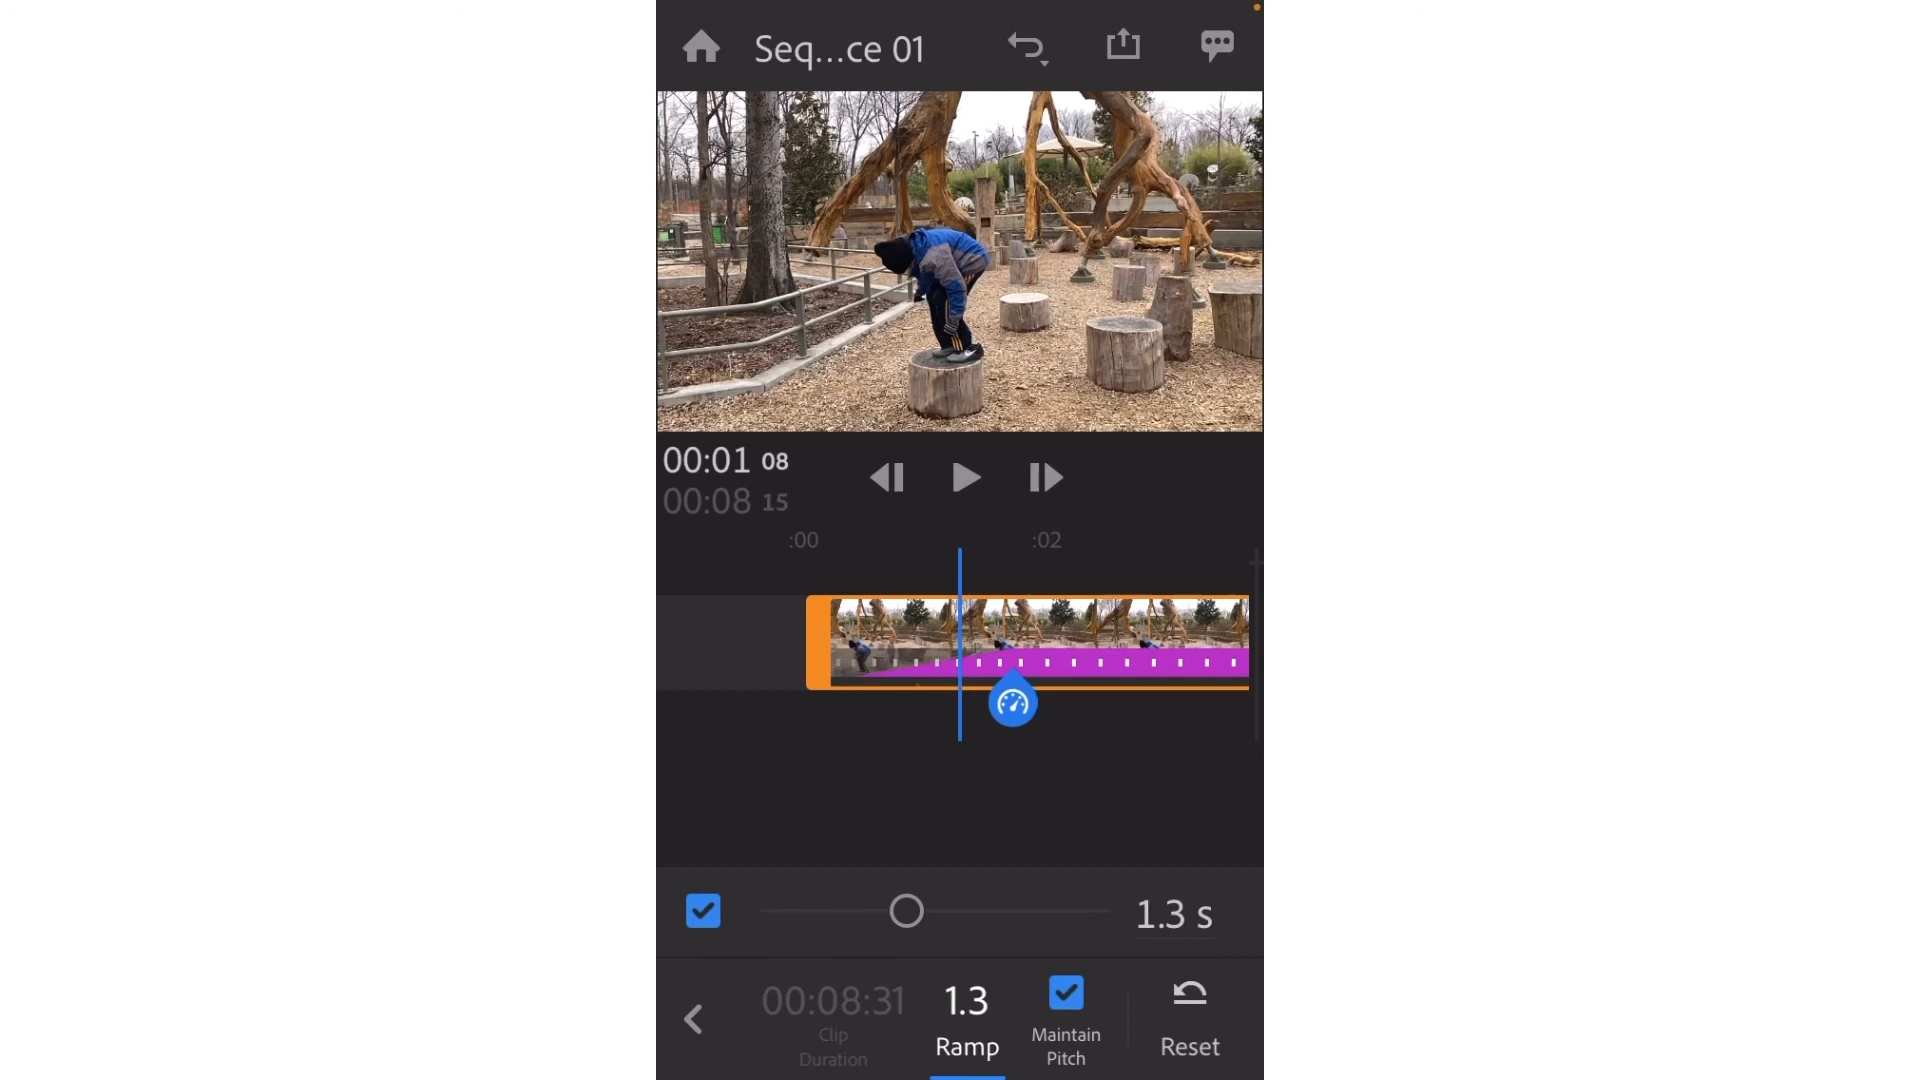 Seq...ce 01
00:01 08
00:08 15
:00 :02
1.3 s
00:08:31 1.3
Clip Duration
Ramp
Maintain Pitch
Reset